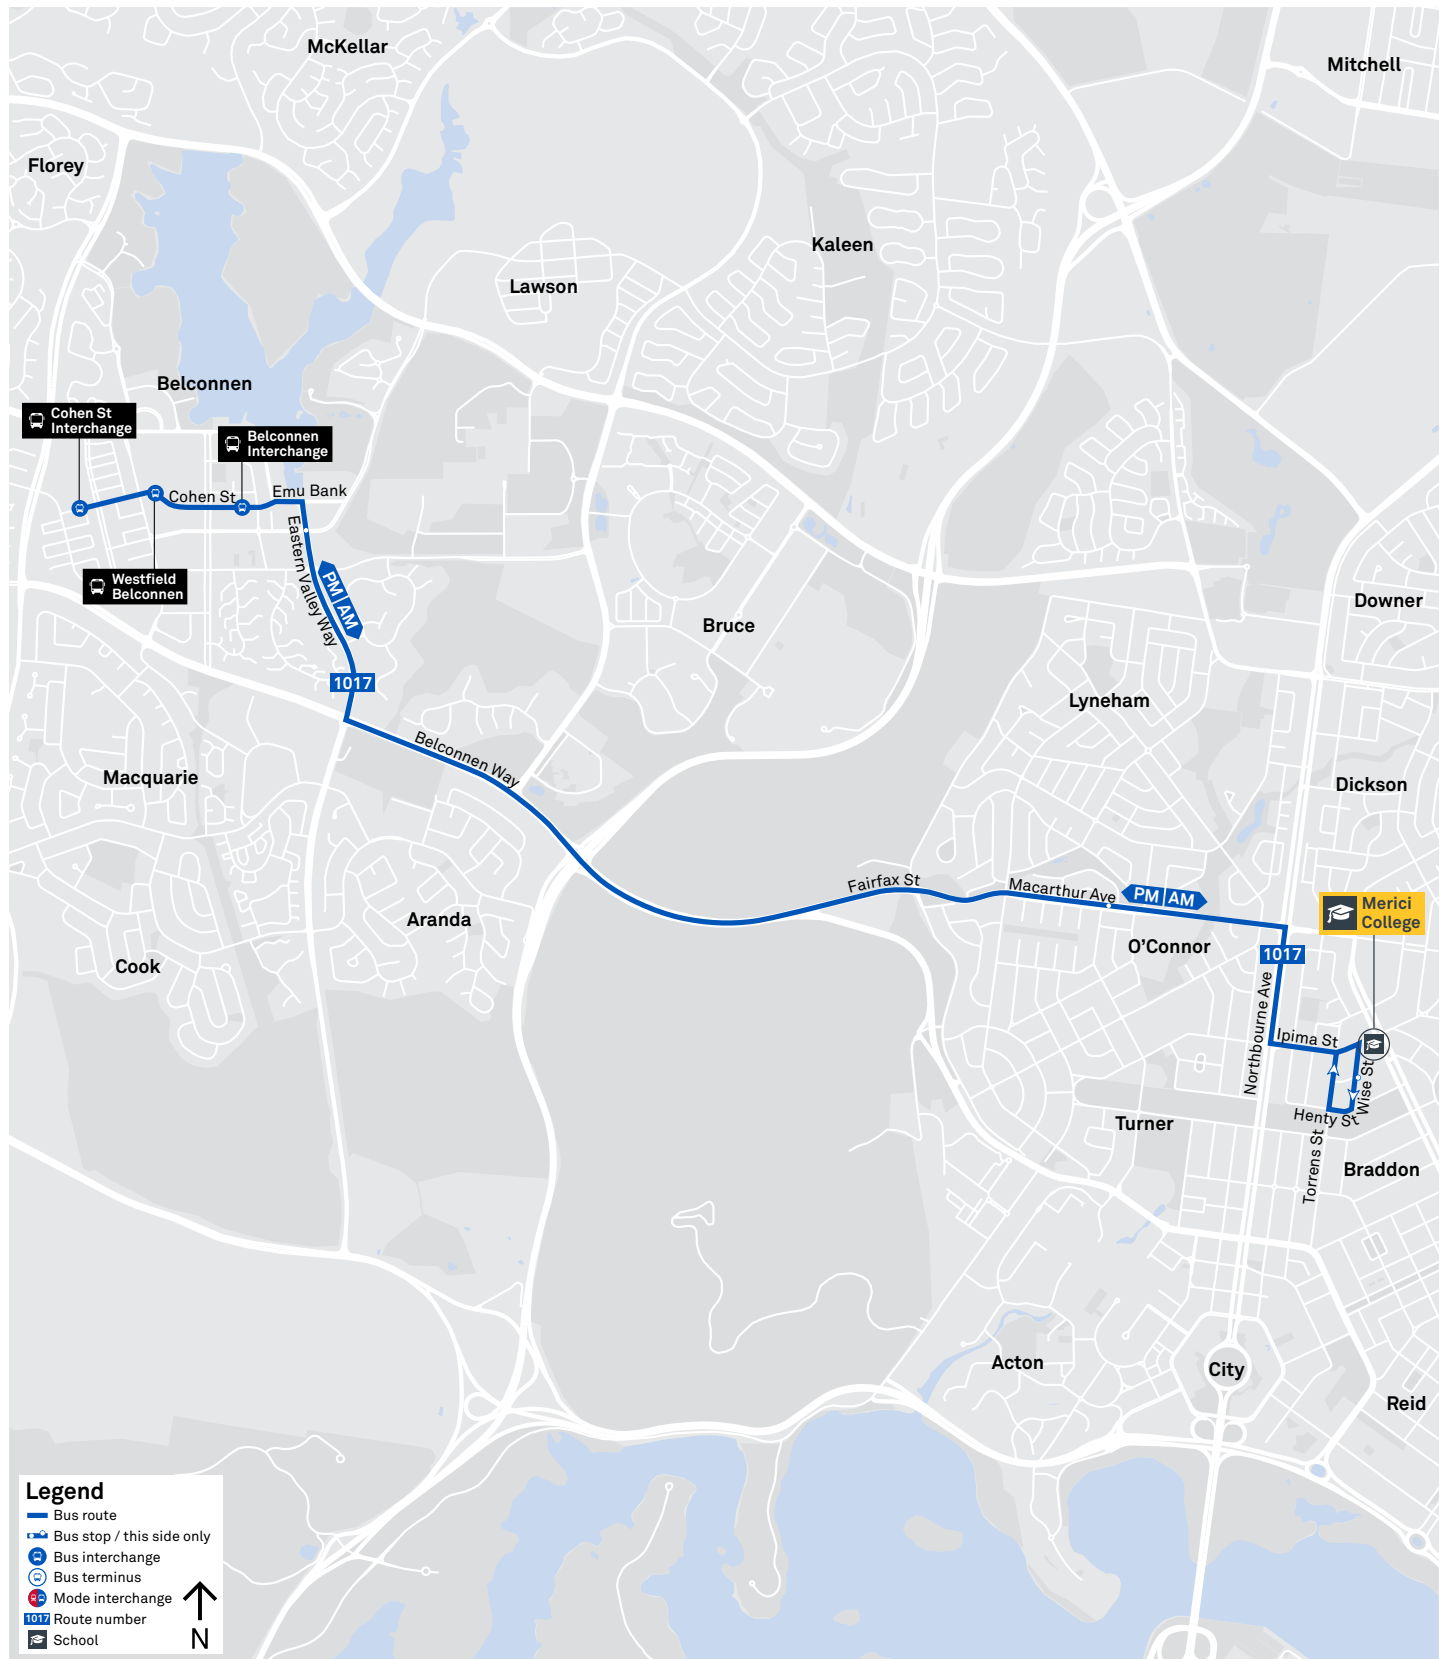 McKellar
Mitchell
Florey
Kaleen
Lawson
Belconnen
Cohen St
Interchange
Belconnen
Interchange
Cohen St
Emu Bank
Westfield
Belconnen
Eastern Valley Way
PM AM
1017
Downer
Bruce
Lyneham
Belconnen Way
Macquarie
Dickson
Fairfax St
Macarthur Ave
PM AM
Merici
College
Aranda
O'Connor
1017
Cook
Northbourne Ave
Ipima St
Wise St
Henty St
Turner
Torrens St
Braddon
Acton
City
Reid
Legend
Bus route
Bus stop / this side only
Bus interchange
Bus terminus
Mode interchange
1017 Route number
School
N